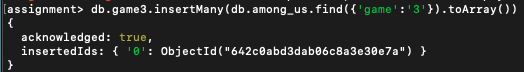 [assignment> db.game3.insertMany(db.among_us.find({'game':'3'}).toArray())
{
  acknowledged: true,
  insertedIds: { '0': ObjectId("642c0abd3dab06c8a3e30e7a") }
}